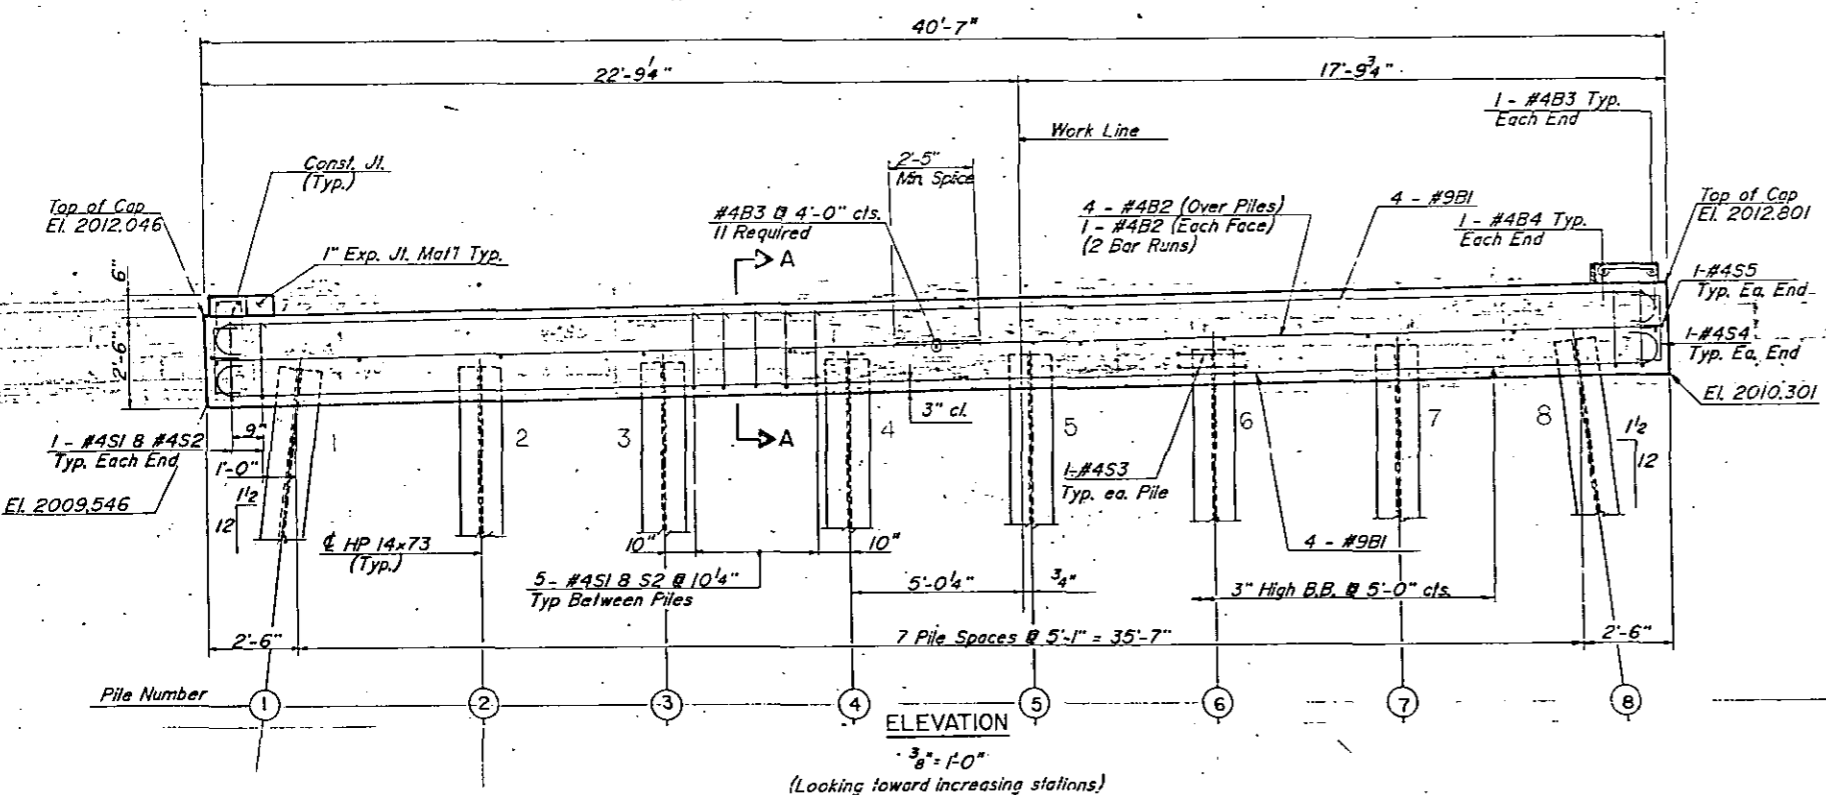 40'-7"
22'-9 1/4"
17'-9 3/4"
1 - #4B3 Typ.
Each End
Work Line
Const. Jt.
(Typ.)
2'-5"
Min Splice
Top of Cap
El. 2012.046
#4B3 @ 4'-0" cts.
11 Required
4 - #4B2 (Over Piles)
1 - #4B2 (Each Face)
(2 Bar Runs)
4 - #9B1
1 - #4B4 Typ.
Each End
Top of Cap
El. 2012.801
1" Exp. Jt. Mat'l Typ.
A
6"
1-#4S5
Typ. Ea. End
2'-6"
1-#4S4
Typ. Ea. End
El. 2010.301
3" cl.
1 - #4S1 & #4S2
Typ. Each End
9"
1 2 3 4 5 6 7 8
A
1'-0"
1 1/2
12
1-#4S3
Typ. ea. Pile
1 1/2
12
El. 2009.546
℄ HP 14x73
(Typ.)
10"
10"
4 - #9B1
5 - #4S1 & S2 @ 10 1/4"
Typ Between Piles
5'-0 1/4"
3/4"
3" High B.B. @ 5'-0" cts.
2'-6"
7 Pile Spaces @ 5'-1" = 35'-7"
2'-6"
Pile Number
1 2 3 4 5 6 7 8
ELEVATION
3/8" = 1'-0"
(Looking toward increasing stations)